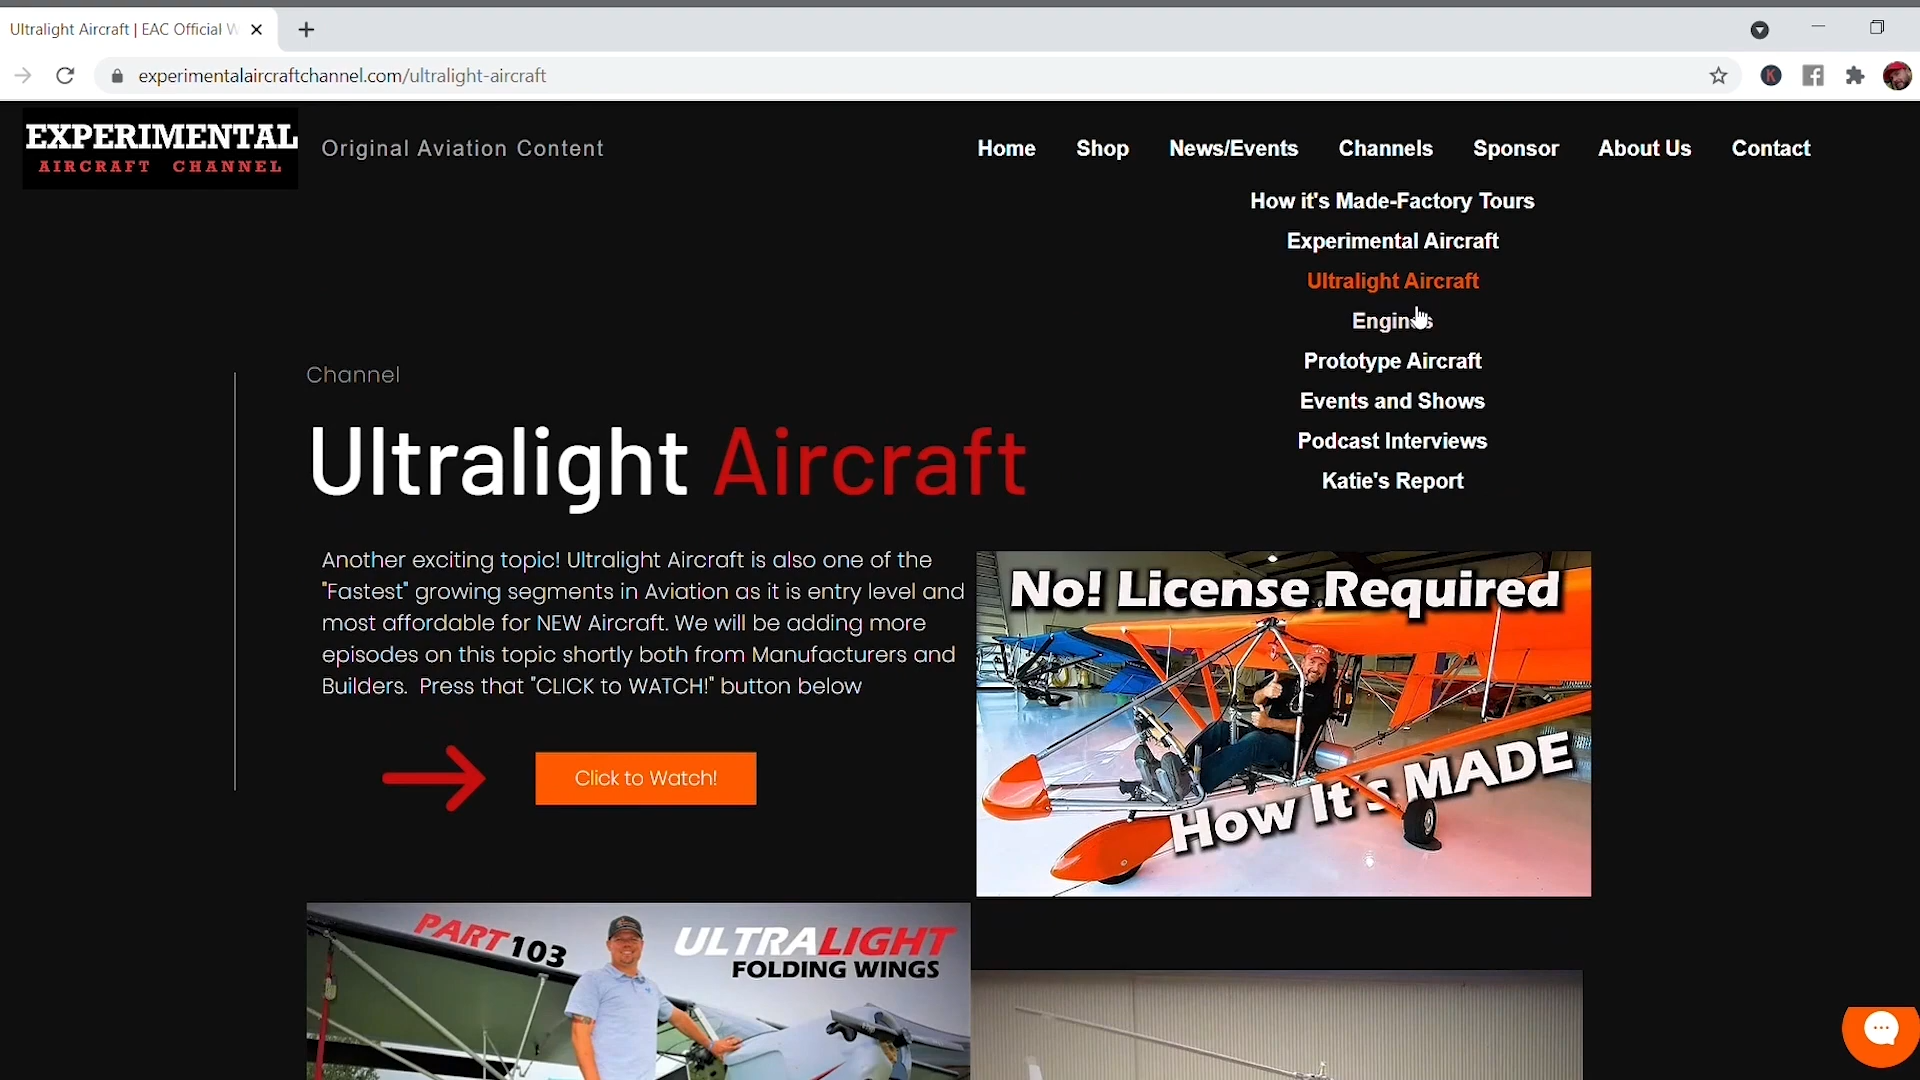 Ultralight Aircraft | EAC Official W
experimentalaircraftchannel.com/ultralight-aircraft
K
EXPERIMENTAL
AIRCRAFT CHANNEL
Original Aviation Content
Home Shop News/Events Channels Sponsor About Us Contact
How it's Made-Factory Tours
Experimental Aircraft
Ultralight Aircraft
Engines
Prototype Aircraft
Events and Shows
Podcast Interviews
Katie's Report
Channel
Ultralight Aircraft
Another exciting topic! Ultralight Aircraft is also one of the
"Fastest" growing segments in Aviation as it is entry level and
most affordable for NEW Aircraft. We will be adding more
episodes on this topic shortly both from Manufacturers and
Builders. Press that "CLICK to WATCH!" button below
Click to Watch!
No! License Required
How It's MADE
PART 103
ULTRALIGHT
FOLDING WINGS